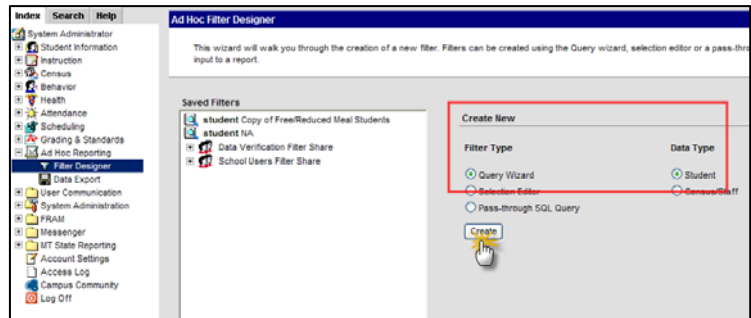 Index Search Help
System Administrator
Student Information
Instruction
Census
Behavior
Health
Attendance
Scheduling
Grading & Standards
Ad Hoc Reporting
Filter Designer
Data Export
User Communication
System Administration
FRAM
Messenger
MT State Reporting
Account Settings
Access Log
Campus Community
Log Off
Ad Hoc Filter Designer
This wizard will walk you through the creation of a new filter. Filters can be created using the Query wizard, selection editor or a pass-thro
input to a report.
Saved Filters
student Copy of Free/Reduced Meal Students
student NA
Data Verification Filter Share
School Users Filter Share
Create New
Filter Type Data Type
Query Wizard Student
Selection Editor Census/Staff
Pass-through SQL Query
Create